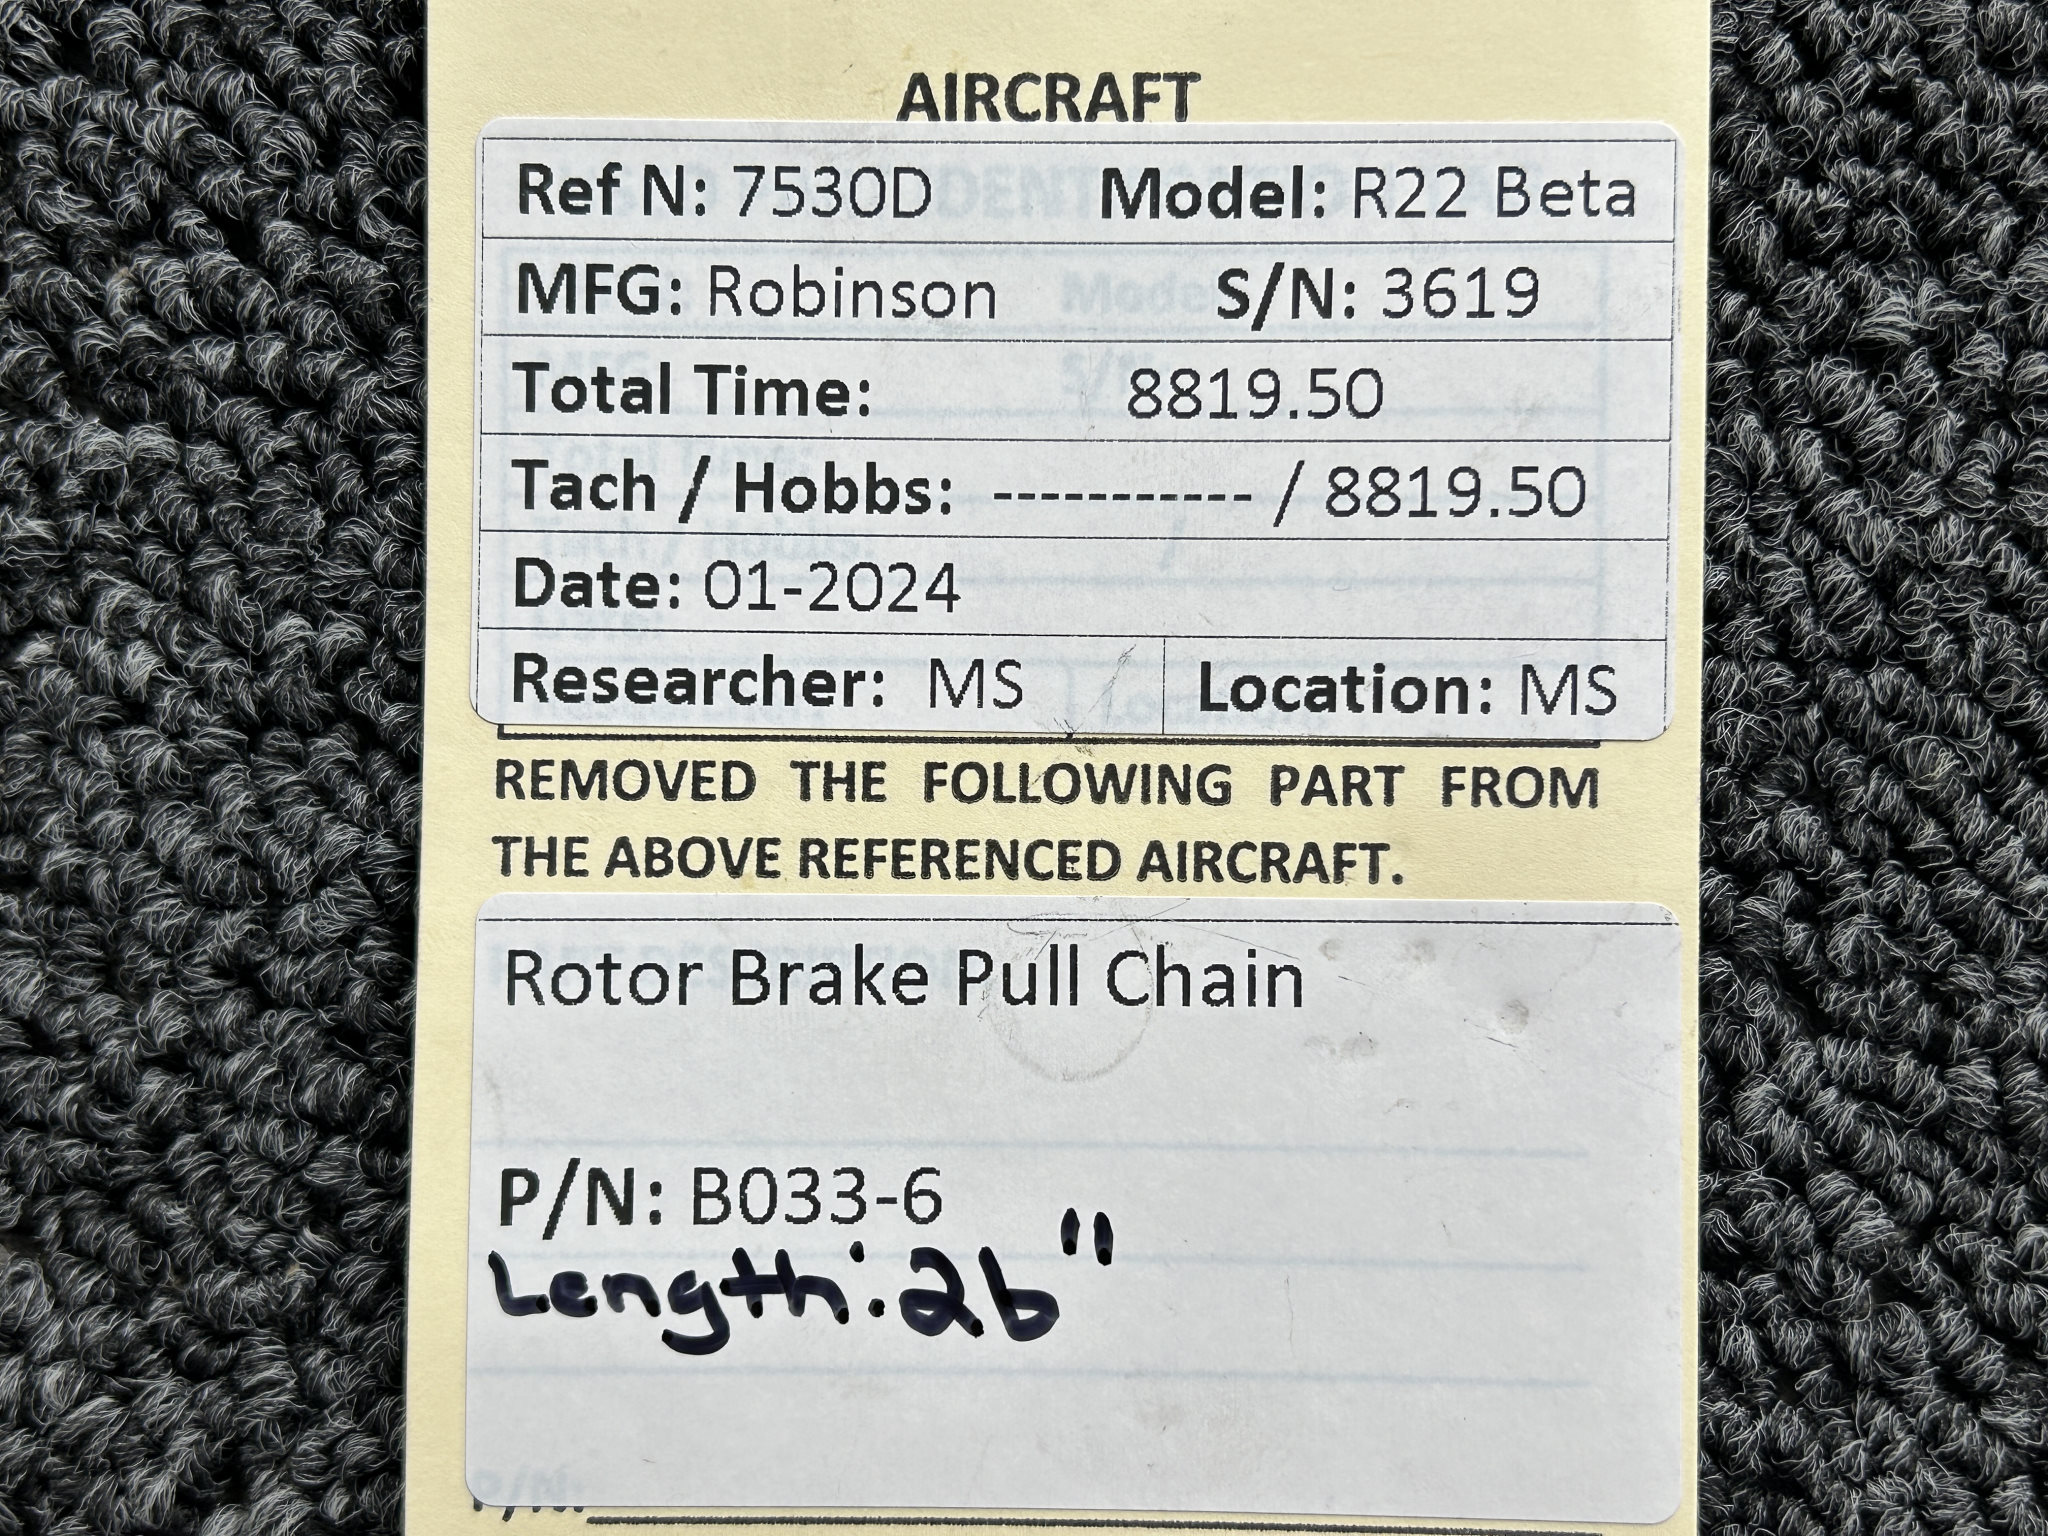 AIRCRAFT
Ref N: 7530D Model: R22 Beta
MFG: Robinson S/N: 3619
Total Time: 8819.50
Tach / Hobbs: ----------- / 8819.50
Date: 01-2024
Researcher: MS Location: MS
REMOVED THE FOLLOWING PART FROM
THE ABOVE REFERENCED AIRCRAFT.
Rotor Brake Pull Chain
P/N: B033-6
Length: 26"
P/N: